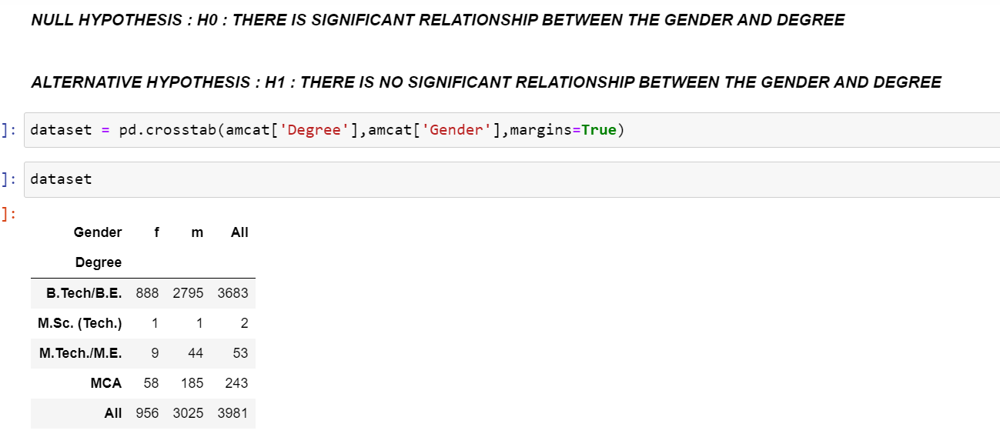 NULL HYPOTHESIS : H0 : THERE IS SIGNIFICANT RELATIONSHIP BETWEEN THE GENDER AND DEGREE
ALTERNATIVE HYPOTHESIS : H1 : THERE IS NO SIGNIFICANT RELATIONSHIP BETWEEN THE GENDER AND DEGREE
]: dataset = pd.crosstab(amcat['Degree'],amcat['Gender'],margins=True)
]: dataset
]:
Gender f m All
Degree
B.Tech/B.E. 888 2795 3683
M.Sc. (Tech.) 1 1 2
M.Tech./M.E. 9 44 53
MCA 58 185 243
All 956 3025 3981